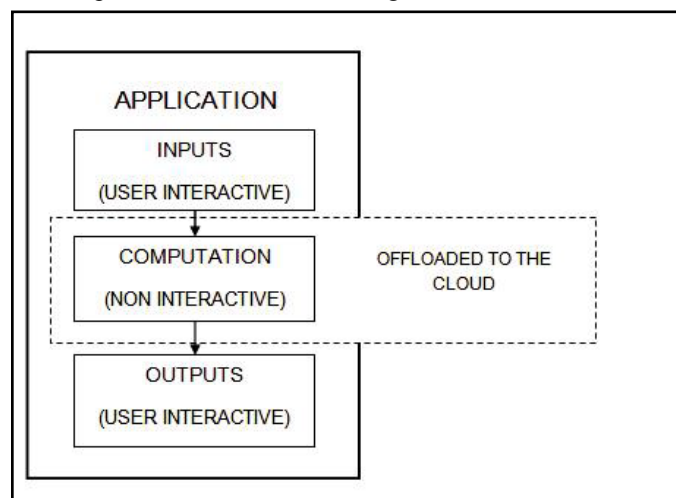 APPLICATION
INPUTS
(USER INTERACTIVE)
COMPUTATION
(NON INTERACTIVE)
OFFLOADED TO THE
CLOUD
OUTPUTS
(USER INTERACTIVE)